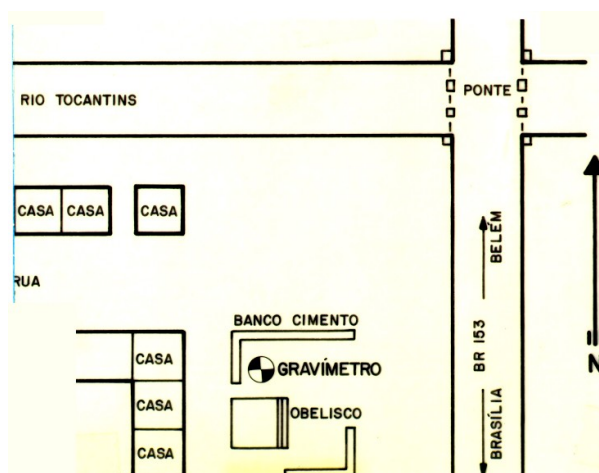 RIO TOCANTINS
PONTE
CASA
CASA
CASA
BELÉM
RUA
BR 153
BANCO CIMENTO
CASA
GRAVÍMETRO
N
CASA
OBELISCO
BRASÍLIA
CASA